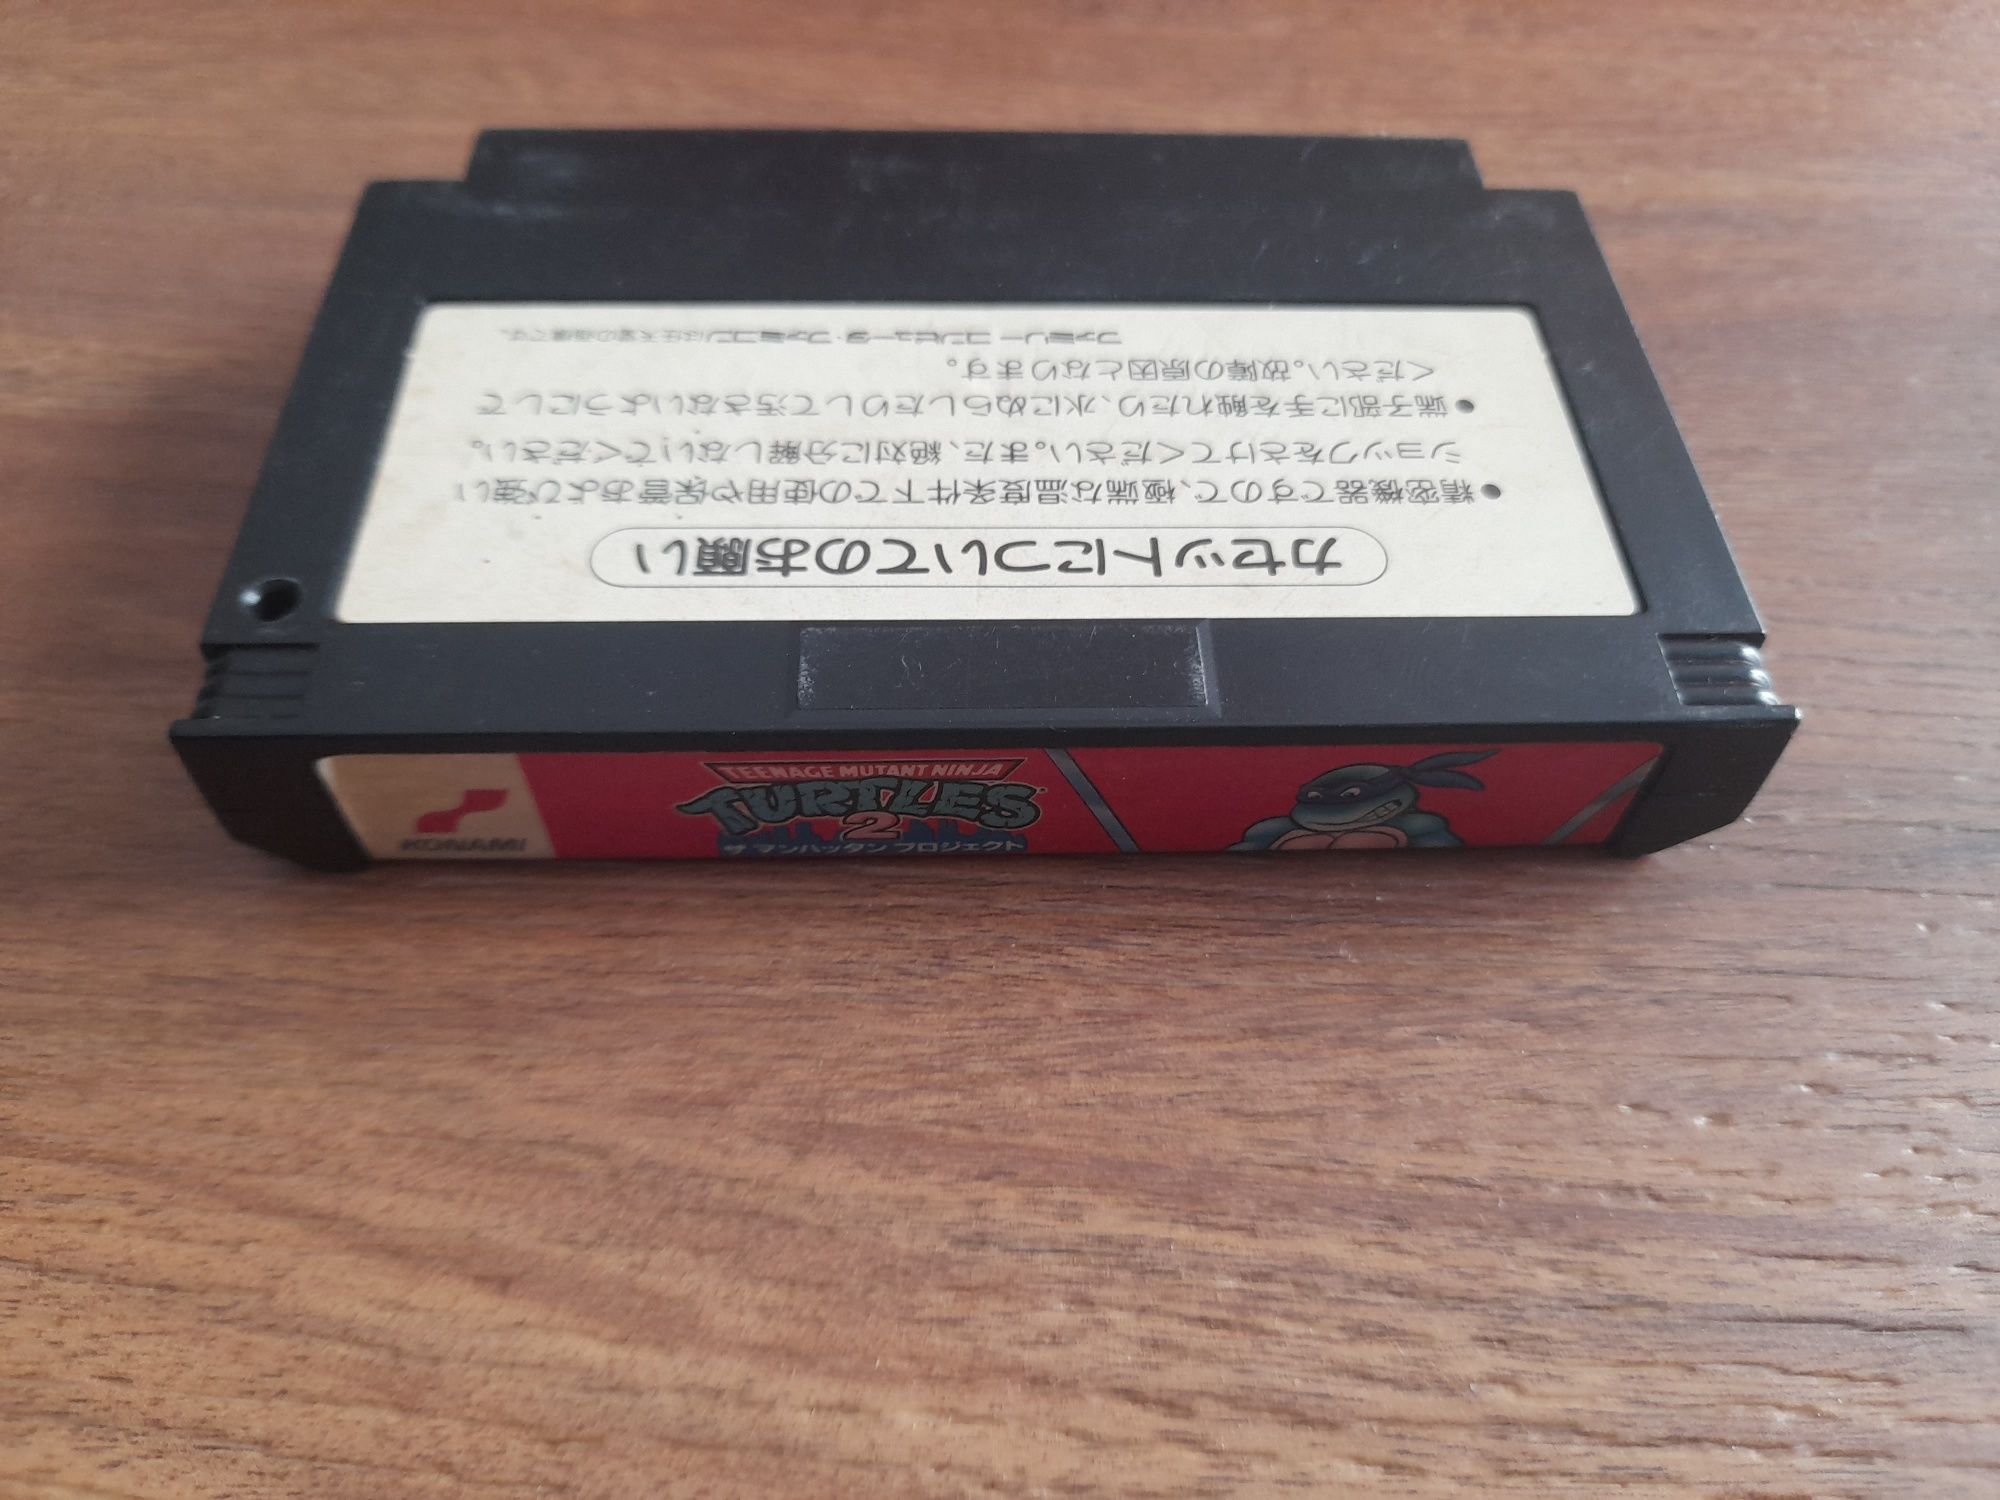 カセットについてのお願い
●精密機器ですので、極端な温度条件下での使用や保管および強い
ショックをさけてください。また、絶対に分解しないでください。
●端子部に手を触れたり、水にぬらしたりして汚さないようにして
ください。故障の原因となります。
ファミリーコンピュータ・ファミコンは任天堂の商標です。
KONAMI
TEENAGE MUTANT NINJA
TURTLES
2
ザ マンハッタン プロジェクト